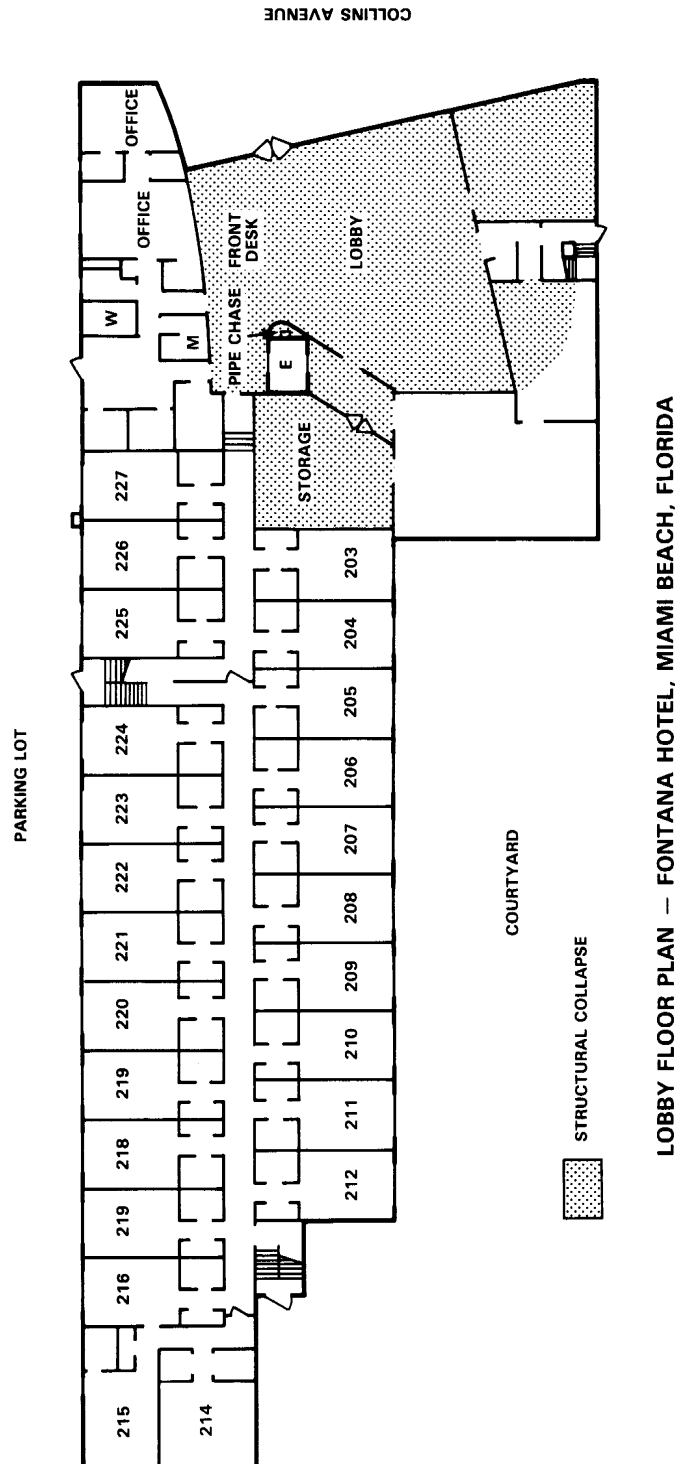 COLLINS AVENUE
PARKING LOT
OFFICE
OFFICE
W
M
FRONT
DESK
LOBBY
PIPE CHASE
E
STORAGE
227
226
225
224
223
222
221
220
219
218
219
216
215
214
203
204
205
206
207
208
209
210
211
212
COURTYARD
STRUCTURAL COLLAPSE
LOBBY FLOOR PLAN — FONTANA HOTEL, MIAMI BEACH, FLORIDA